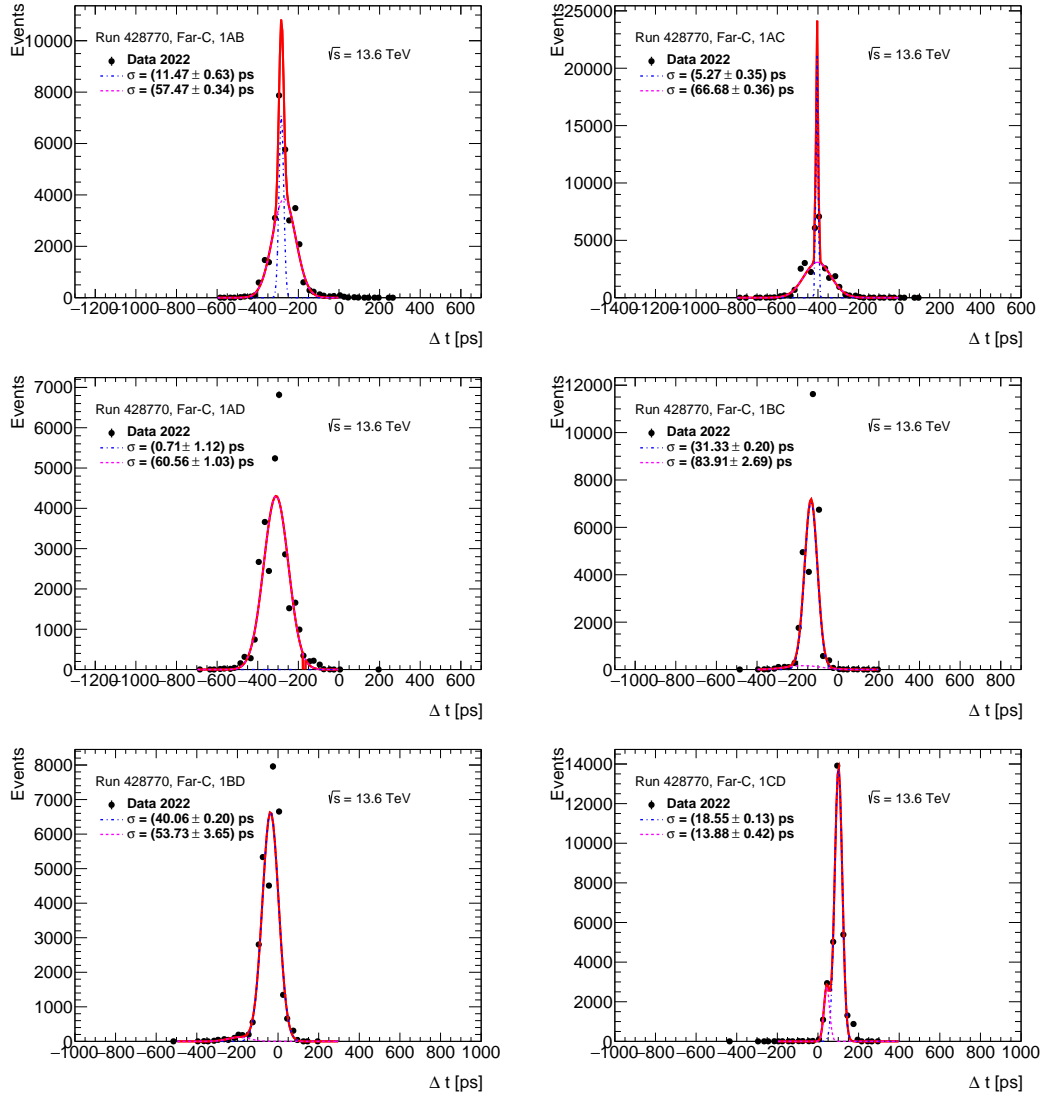 Events
Run 428770, Far-C, 1AB
√s = 13.6 TeV
Data 2022
σ = (11.47 ± 0.63) ps
σ = (57.47 ± 0.34) ps
10000
8000
6000
4000
2000
0
−1200 −1000 −800 −600 −400 −200 0 200 400 600
Δ t [ps]
Events
Run 428770, Far-C, 1AC
√s = 13.6 TeV
Data 2022
σ = (5.27 ± 0.35) ps
σ = (66.68 ± 0.36) ps
25000
20000
15000
10000
5000
0
−1400 −1200 −1000 −800 −600 −400 −200 0 200 400 600
Δ t [ps]
Events
Run 428770, Far-C, 1AD
√s = 13.6 TeV
Data 2022
σ = (0.71 ± 1.12) ps
σ = (60.56 ± 1.03) ps
7000
6000
5000
4000
3000
2000
1000
0
−1200 −1000 −800 −600 −400 −200 0 200 400 600
Δ t [ps]
Events
Run 428770, Far-C, 1BC
√s = 13.6 TeV
Data 2022
σ = (31.33 ± 0.20) ps
σ = (83.91 ± 2.69) ps
12000
10000
8000
6000
4000
2000
0
−1000 −800 −600 −400 −200 0 200 400 600 800
Δ t [ps]
Events
Run 428770, Far-C, 1BD
√s = 13.6 TeV
Data 2022
σ = (40.06 ± 0.20) ps
σ = (53.73 ± 3.65) ps
8000
7000
6000
5000
4000
3000
2000
1000
0
−1000 −800 −600 −400 −200 0 200 400 600 800 1000
Δ t [ps]
Events
Run 428770, Far-C, 1CD
√s = 13.6 TeV
Data 2022
σ = (18.55 ± 0.13) ps
σ = (13.88 ± 0.42) ps
14000
12000
10000
8000
6000
4000
2000
0
−1000 −800 −600 −400 −200 0 200 400 600 800 1000
Δ t [ps]